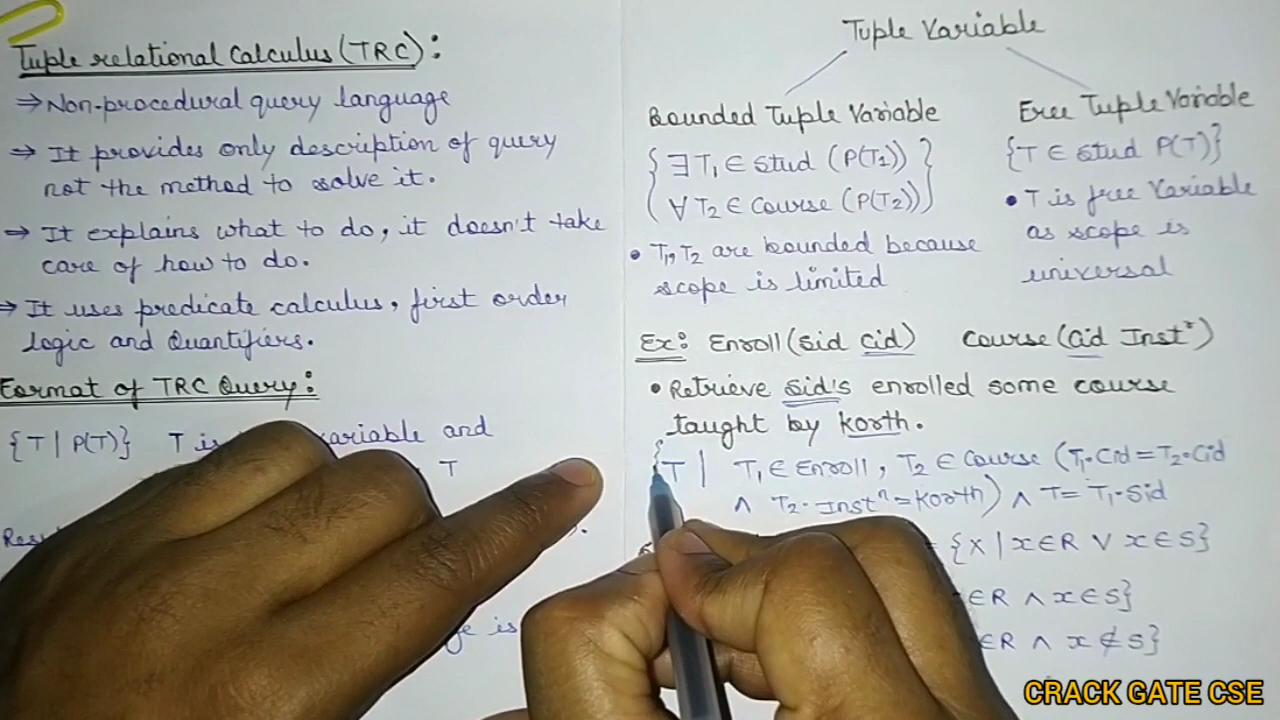 Tuple relational Calculus (TRC):
⇒ Non-procedural query language
⇒ It provides only description of query
not the method to solve it.
⇒ It explains what to do, it doesn't take
care of how to do.
⇒ It uses predicate calculus, first order
logic and Quantifiers.
Format of TRC Query:
{T | P(T)} T is variable and
T
is
Tuple Variable
Bounded Tuple Variable
{∃ T₁ ∈ Stud (P(T₁))
∀ T₂ ∈ Course (P(T₂))}
• T₁, T₂ are bounded because
scope is limited
Free Tuple Variable
{T ∈ Stud P(T)}
• T is free Variable
as scope is
universal
Ex: Enroll(Sid Cid) Course(Cid Instʳ)
• Retrieve Sid's enrolled some course
taught by Korth.
{T | T₁ ∈ Enroll, T₂ ∈ Course (T₁.Cid = T₂.Cid
∧ T₂.Instⁿ = Korth) ∧ T = T₁.Sid
= {X | x∈R ∨ x∈S}
∈R ∧ x∈S}
∈R ∧ x∉S}
CRACK GATE CSE